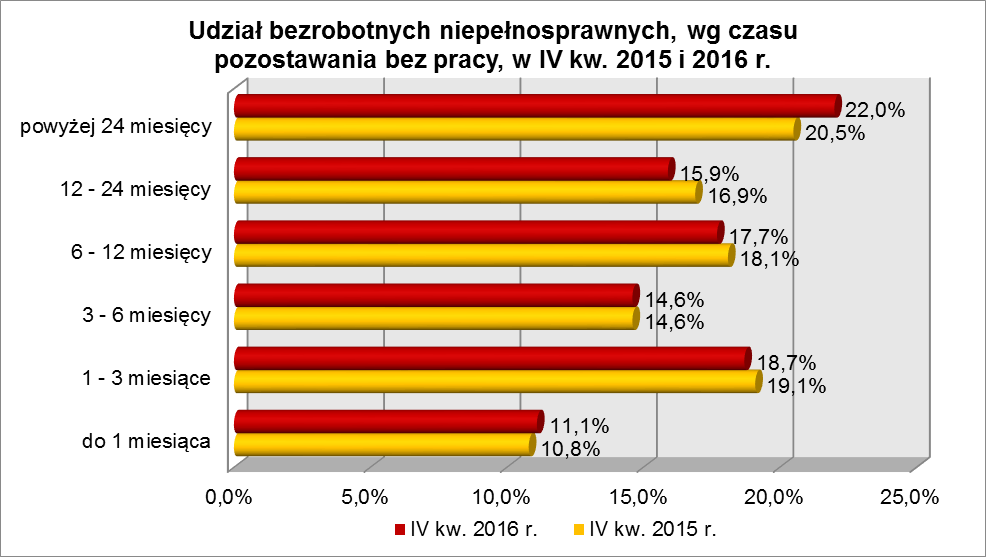 Udział bezrobotnych niepełnosprawnych, wg czasu
pozostawania bez pracy, w IV kw. 2015 i 2016 r.
powyżej 24 miesięcy
22,0%
20,5%
12 - 24 miesięcy
15,9%
16,9%
6 - 12 miesięcy
17,7%
18,1%
3 - 6 miesięcy
14,6%
14,6%
1 - 3 miesiące
18,7%
19,1%
do 1 miesiąca
11,1%
10,8%
0,0% 5,0% 10,0% 15,0% 20,0% 25,0%
IV kw. 2016 r. IV kw. 2015 r.